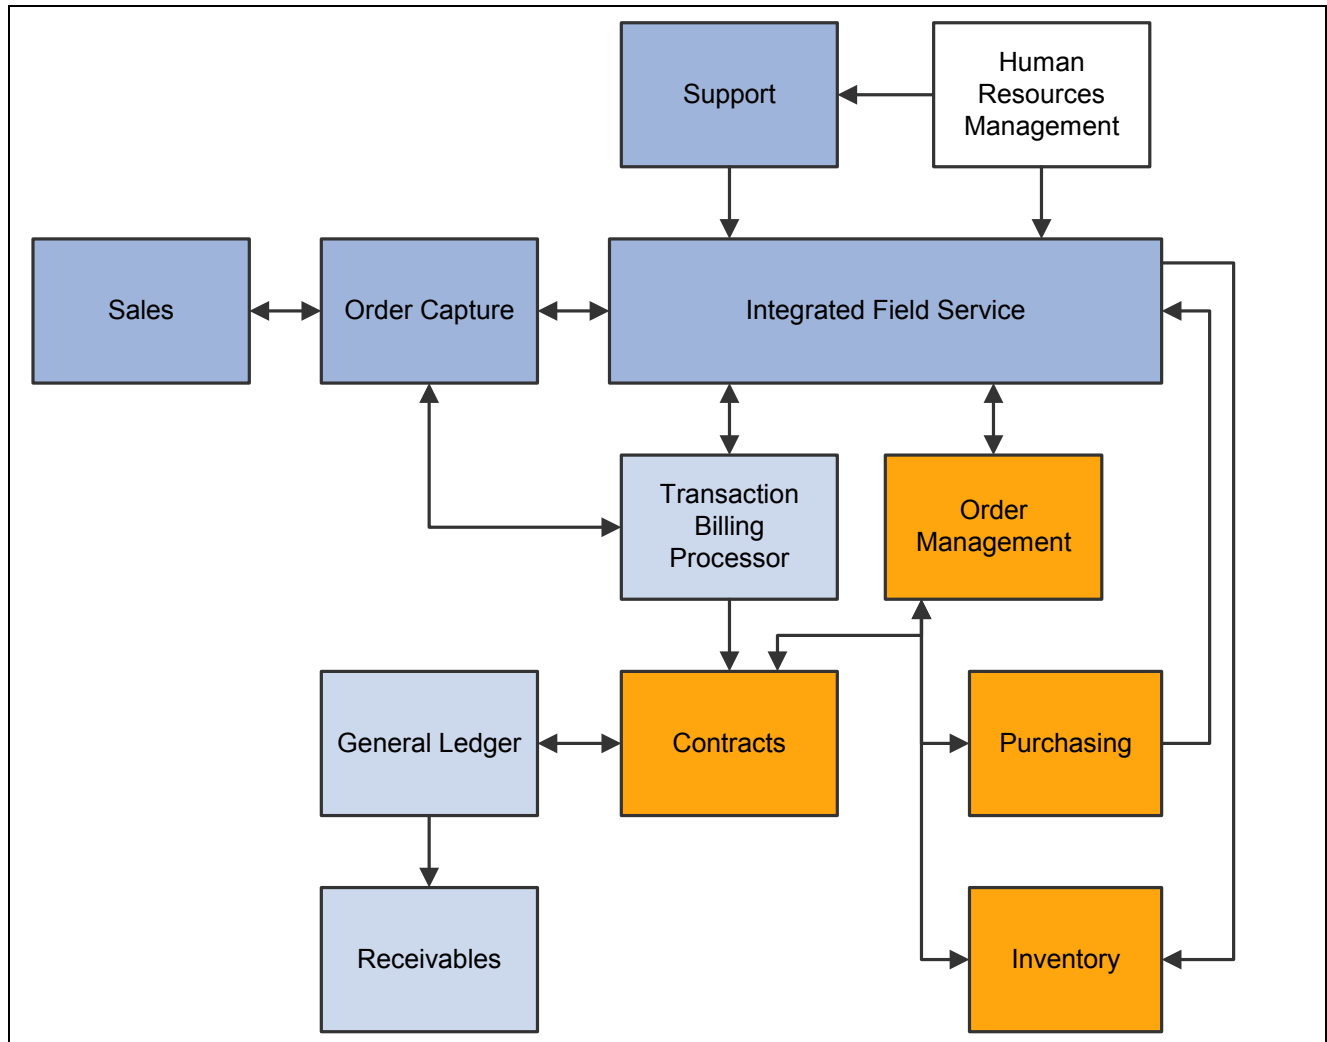 Support
Human
Resources
Management
Sales
Order Capture
Integrated Field Service
Transaction
Billing
Processor
Order
Management
General Ledger
Contracts
Purchasing
Receivables
Inventory